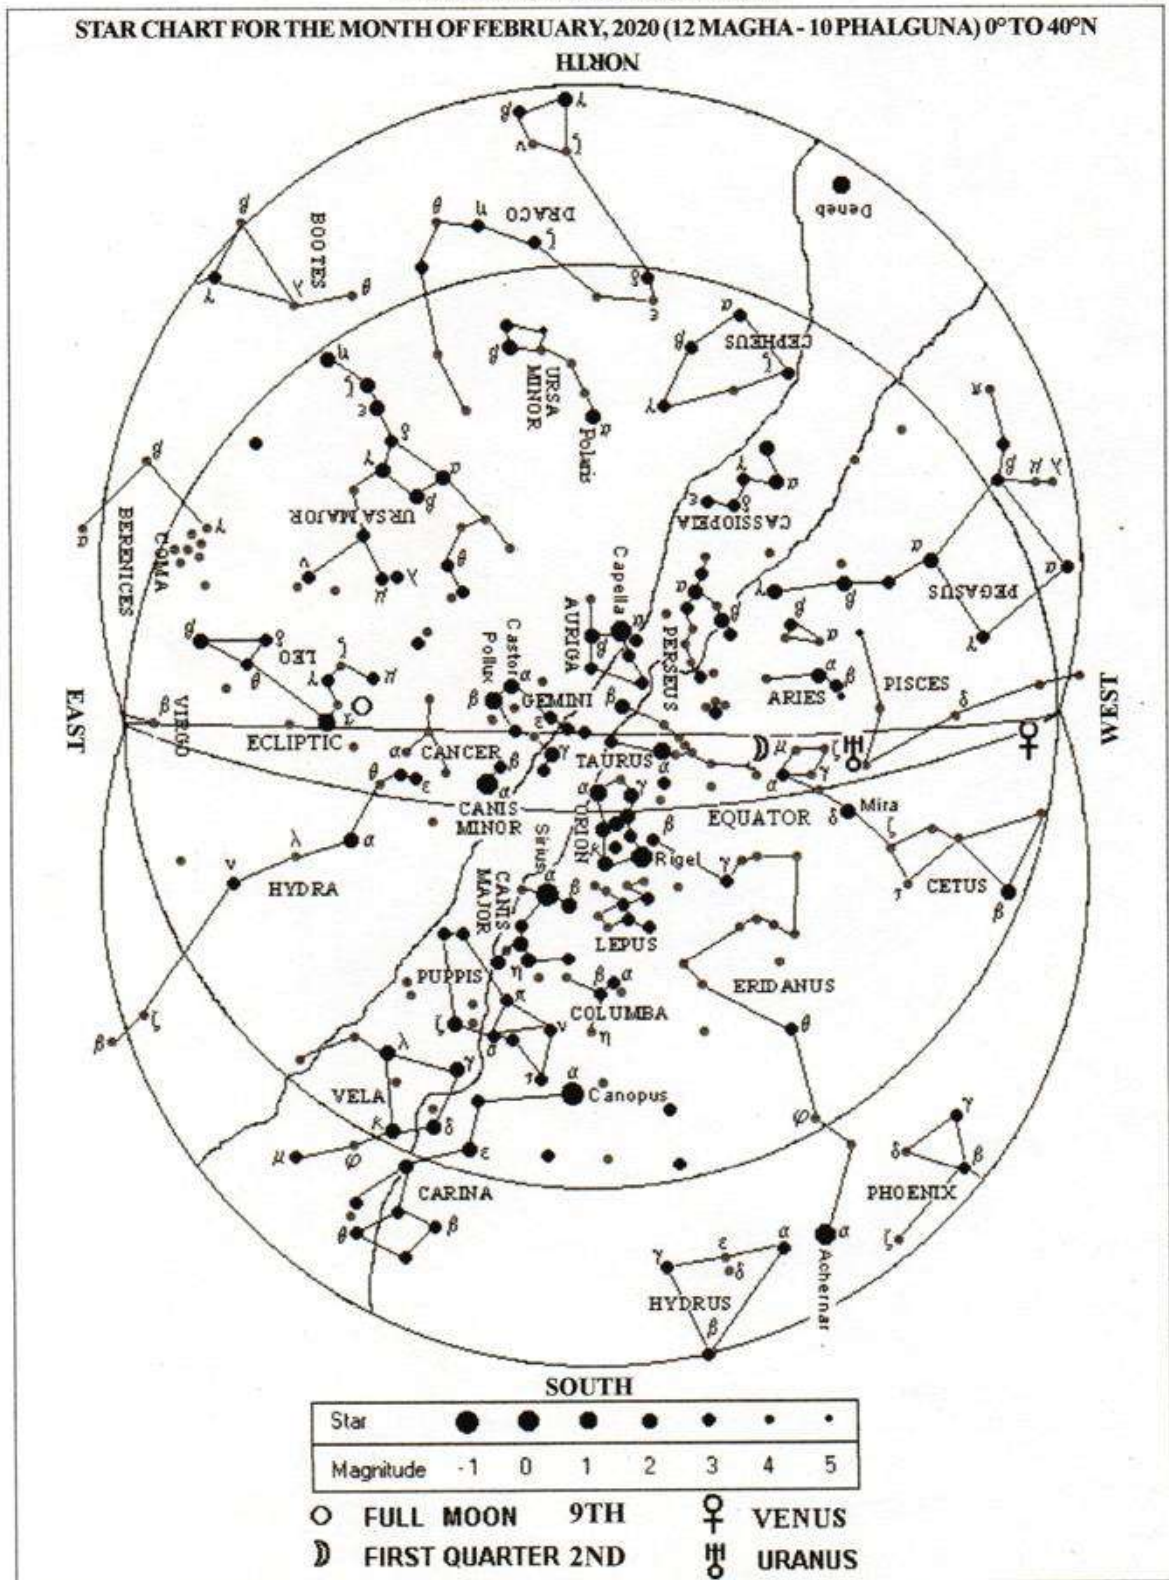 STAR CHART FOR THE MONTH OF FEBRUARY, 2020 (12 MAGHA - 10 PHALGUNA) 0° TO 40°N
NORTH
β γ
ν ξ
Deneb
DRACO
θ η ζ
δ ε
BOOTES
β γ λ θ
CEPHEUS
α β ζ γ
URSA MINOR
β
α Polaris
URSA MAJOR
η ζ ε δ γ α β
ν μ λ θ
CASSIOPEIA
γ α ε δ
π
β μ λ
PEGASUS
α α γ
γ β
β
α
γ
COMA BERENICES
Capella
α
AURIGA
β
PERSEUS
α β
β
α
ARIES
α β
PISCES
δ
LEO
β δ θ ζ γ μ
Castor α
Pollux β
GEMINI
ε γ
EAST
WEST
VIRGO
β
ECLIPTIC
CANCER
α
TAURUS
α
μ ζ
α γ
CANIS MINOR
β α
ORION
α γ
κ
β
Rigel
EQUATOR
Mira
δ
ζ
CETUS
τ β
θ ε
α
λ
ν
HYDRA
ζ
β
Sirius
α β
CANIS MAJOR
η
LEPUS
γ
ERIDANUS
θ
φ
PUPPIS
π
ζ σ ν
τ
COLUMBA
β α
η
VELA
λ γ
κ δ
μ φ
α
Canopus
ε
CARINA
θ β
PHOENIX
γ
δ β
ζ
α
Achernar
HYDRUS
γ ε α
δ
β
SOUTH
Star
Magnitude -1 0 1 2 3 4 5
FULL MOON 9TH ♀ VENUS
FIRST QUARTER 2ND ♅ URANUS